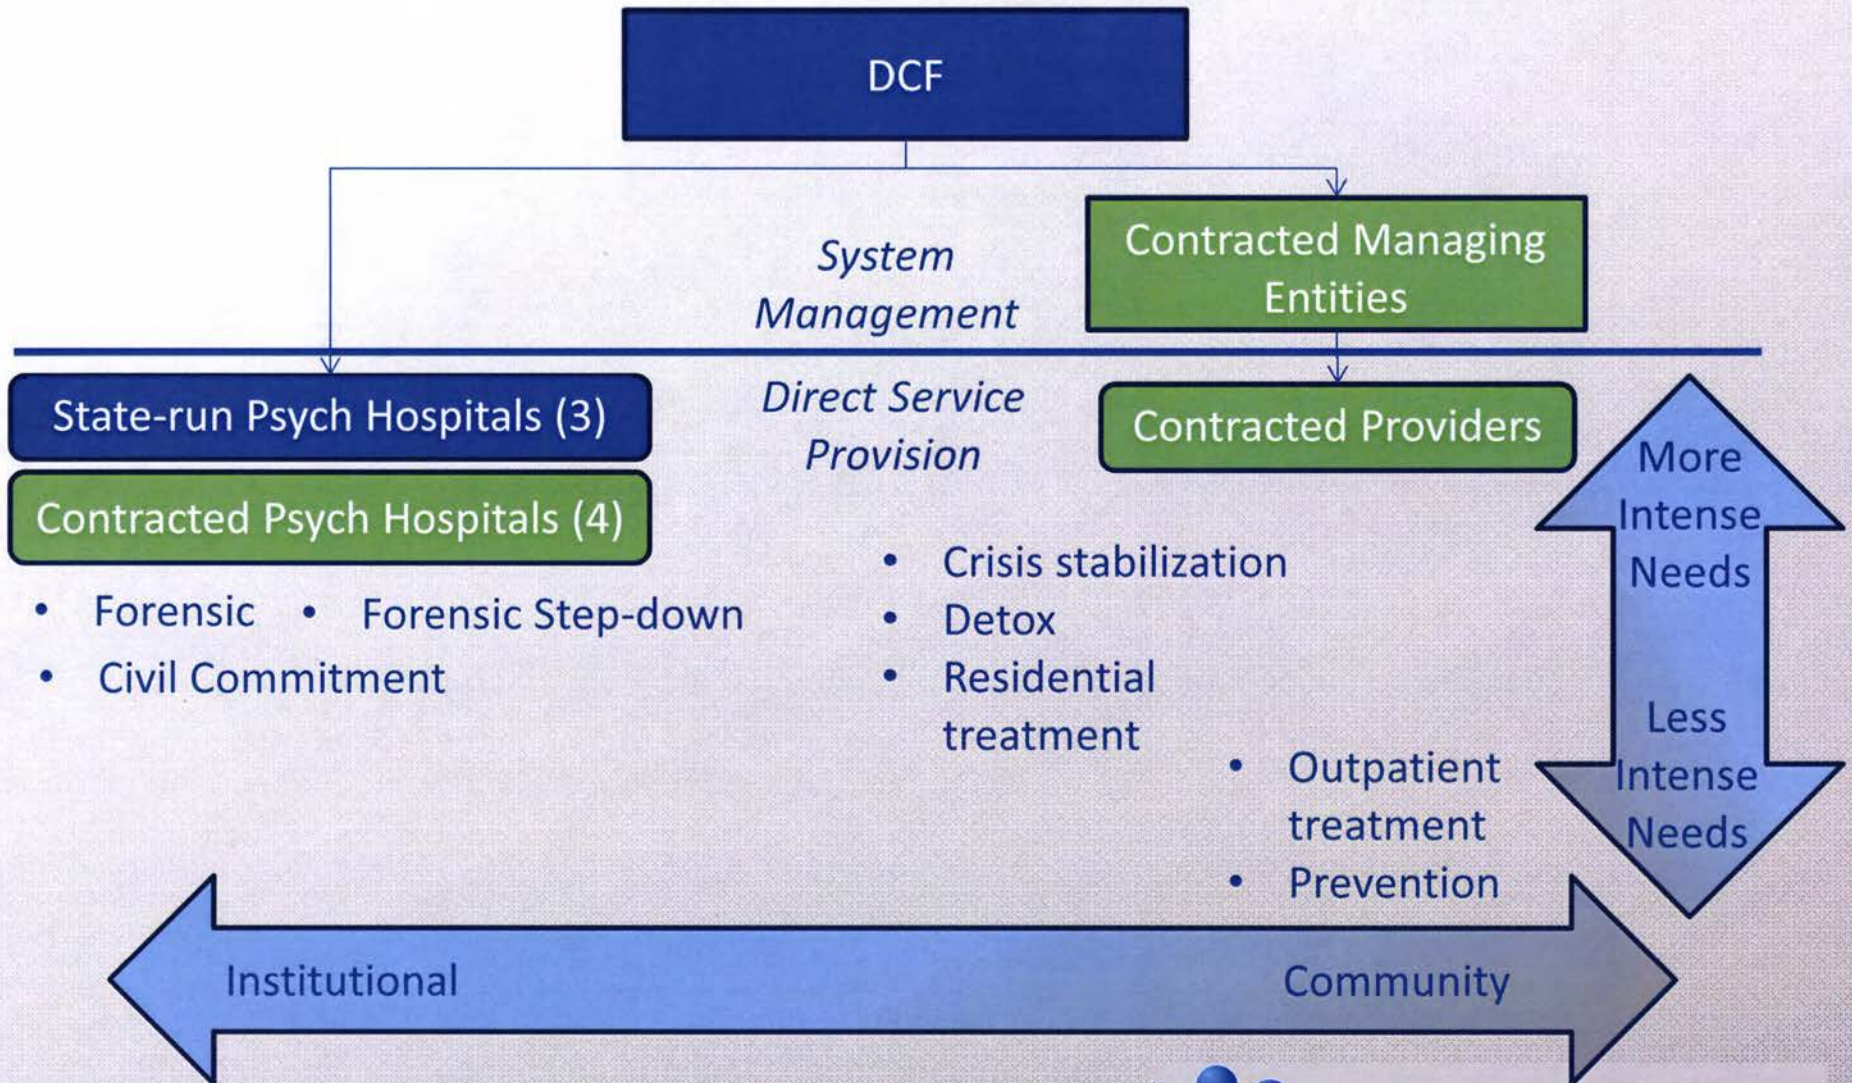 DCF
Contracted Managing
Entities
System
Management
State-run Psych Hospitals (3)
Direct Service
Provision
Contracted Providers
Contracted Psych Hospitals (4)
• Forensic • Forensic Step-down
• Civil Commitment
• Crisis stabilization
• Detox
• Residential
treatment
• Outpatient
treatment
• Prevention
More
Intense
Needs
Less
Intense
Needs
Institutional
Community